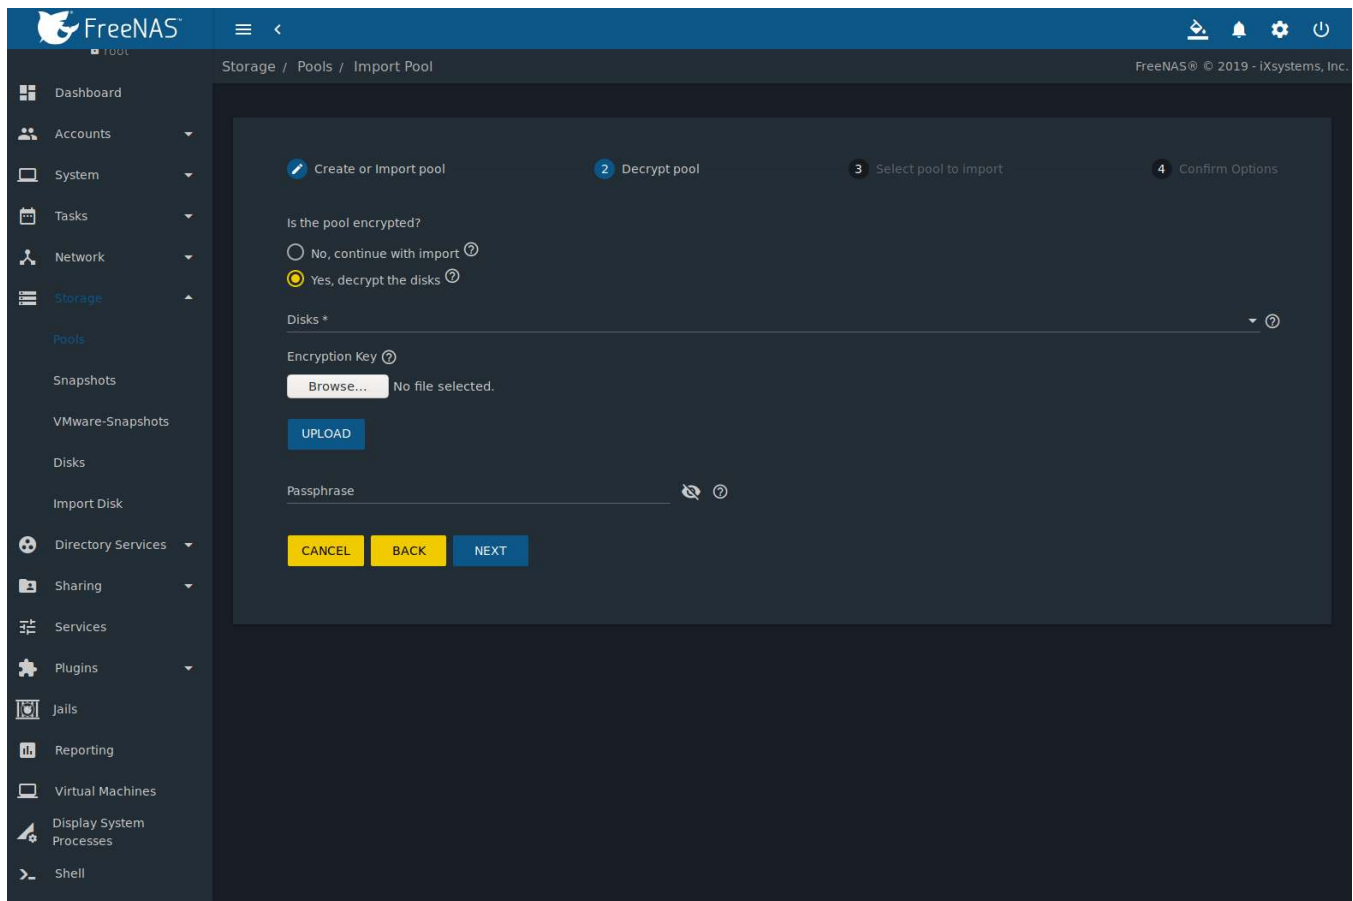 FreeNAS™
root
Storage / Pools / Import Pool
FreeNAS® © 2019 - iXsystems, Inc.
Dashboard
Accounts
System
Tasks
Network
Storage
Pools
Snapshots
VMware-Snapshots
Disks
Import Disk
Directory Services
Sharing
Services
Plugins
Jails
Reporting
Virtual Machines
Display System
Processes
Shell
Create or Import pool
2 Decrypt pool
3 Select pool to import
4 Confirm Options
Is the pool encrypted?
No, continue with import
Yes, decrypt the disks
Disks *
Encryption Key
Browse... No file selected.
UPLOAD
Passphrase
CANCEL BACK NEXT